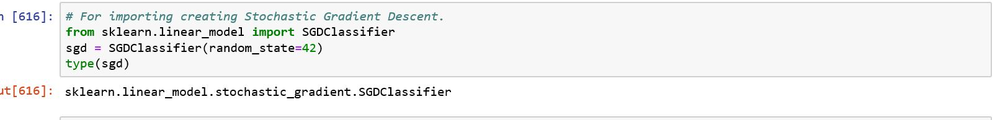 n [616]:
# For importing creating Stochastic Gradient Descent.
from sklearn.linear_model import SGDClassifier
sgd = SGDClassifier(random_state=42)
type(sgd)
ut[616]:
sklearn.linear_model.stochastic_gradient.SGDClassifier